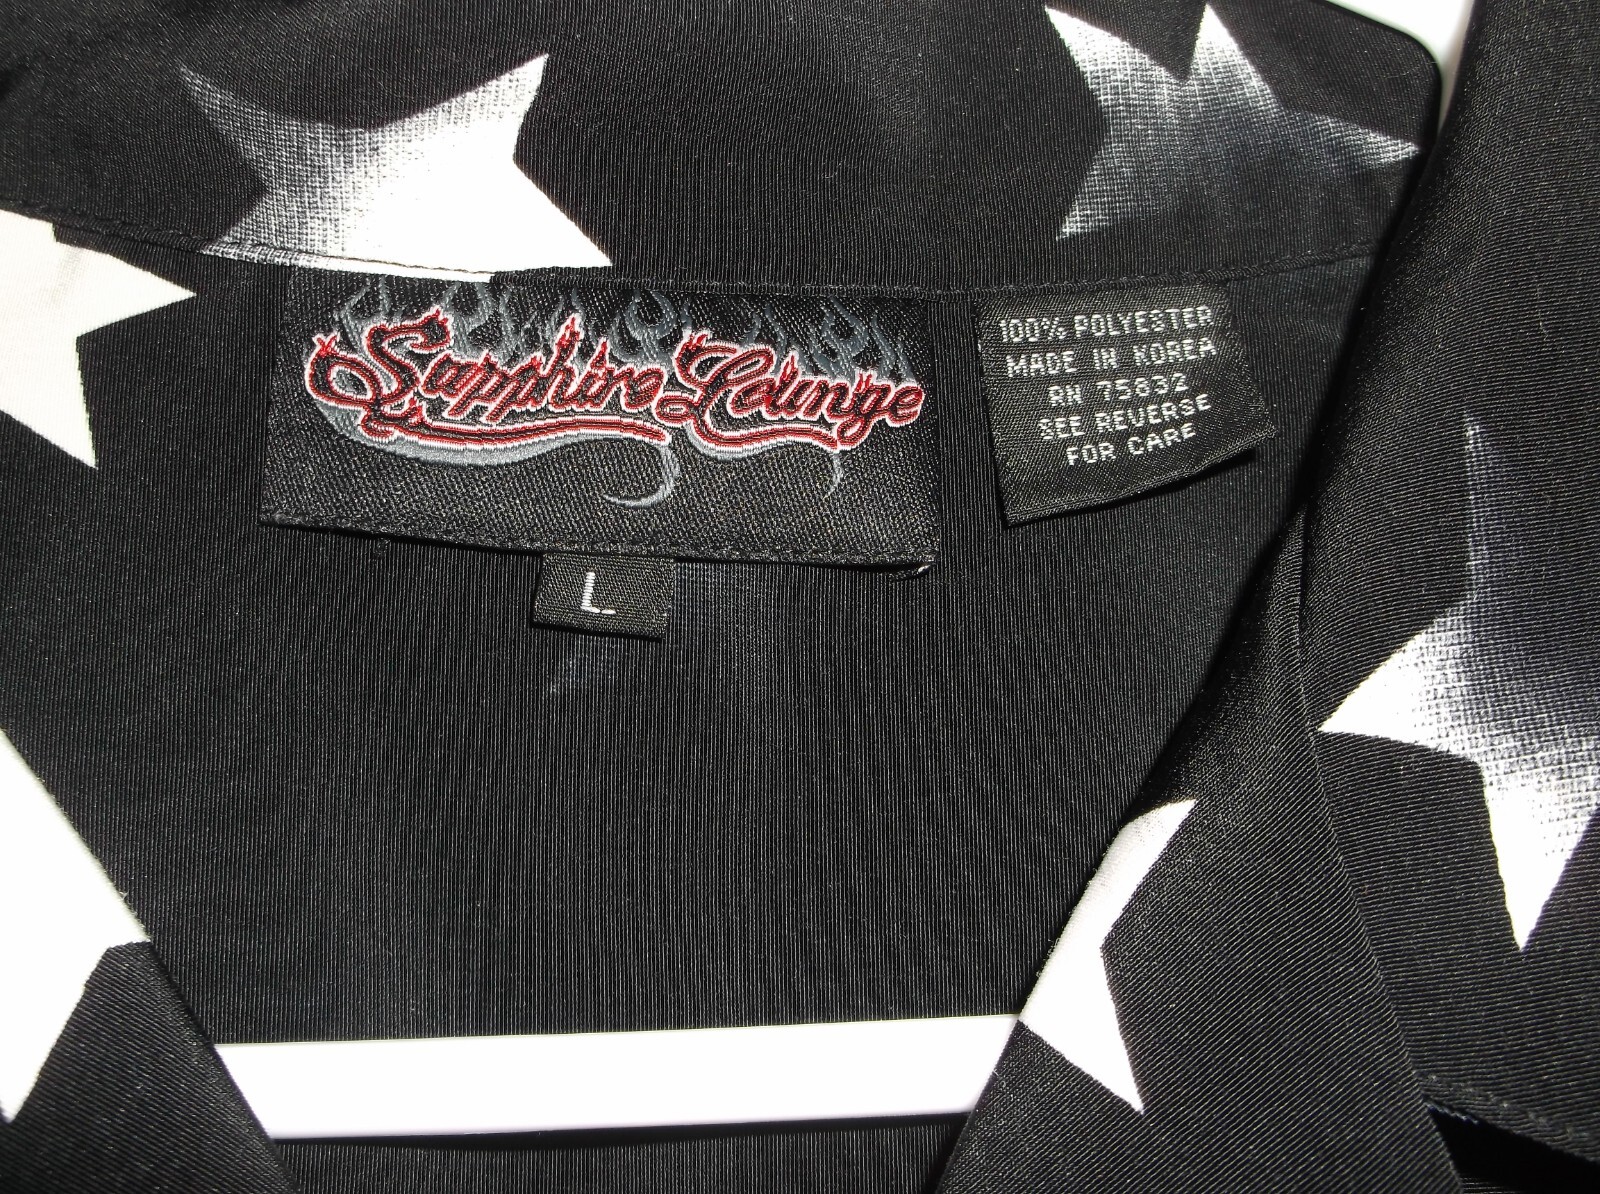 Sapphire Lounge
L
100% POLYESTER
MADE IN KOREA
RN 75832
SEE REVERSE
FOR CARE